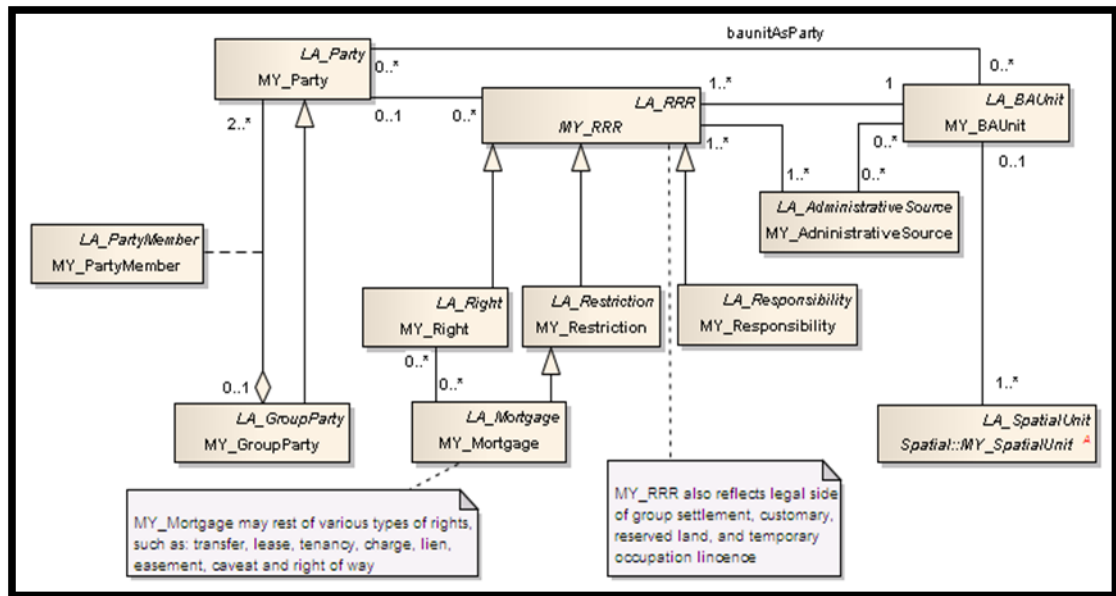 baunitAsParty
LA_Party
MY_Party
0..*
0..*
0..1
0..*
1..*
1
2..*
LA_RRR
MY_RRR
LA_BAUnit
MY_BAUnit
1..*
0..*
0..1
1..*
0..*
LA_AdministrativeSource
MY_AdninistrativeSource
LA_PartyMember
MY_PartyMember
LA_Right
MY_Right
LA_Restriction
MY_Restriction
LA_Responsibility
MY_Responsibility
0..*
0..*
0..1
1..*
LA_GroupParty
MY_GroupParty
LA_Mortgage
MY_Mortgage
LA_SpatialUnit
Spatial::MY_SpatialUnit A
MY_Mortgage may rest of various types of rights,
such as: transfer, lease, tenancy, charge, lien,
easement, caveat and right of way
MY_RRR also reflects legal side
of group settlement, customary,
reserved land, and temporary
occupation lincence